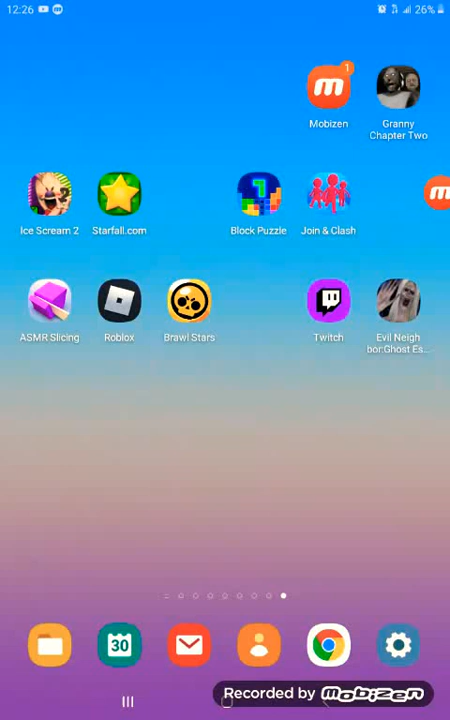 12:26
26%
1
Mobizen
Granny
Chapter Two
Ice Scream 2
Starfall.com
Block Puzzle
Join & Clash
ASMR Slicing
Roblox
Brawl Stars
Twitch
Evil Neigh
bor:Ghost Es...
30
Recorded by Mobizen